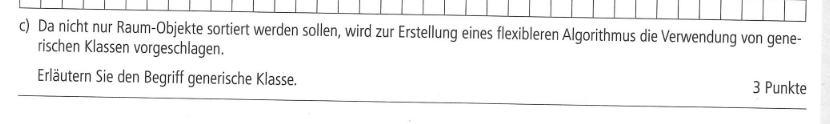 c) Da nicht nur Raum-Objekte sortiert werden sollen, wird zur Erstellung eines flexibleren Algorithmus die Verwendung von gene-
rischen Klassen vorgeschlagen.
Erläutern Sie den Begriff generische Klasse.
3 Punkte